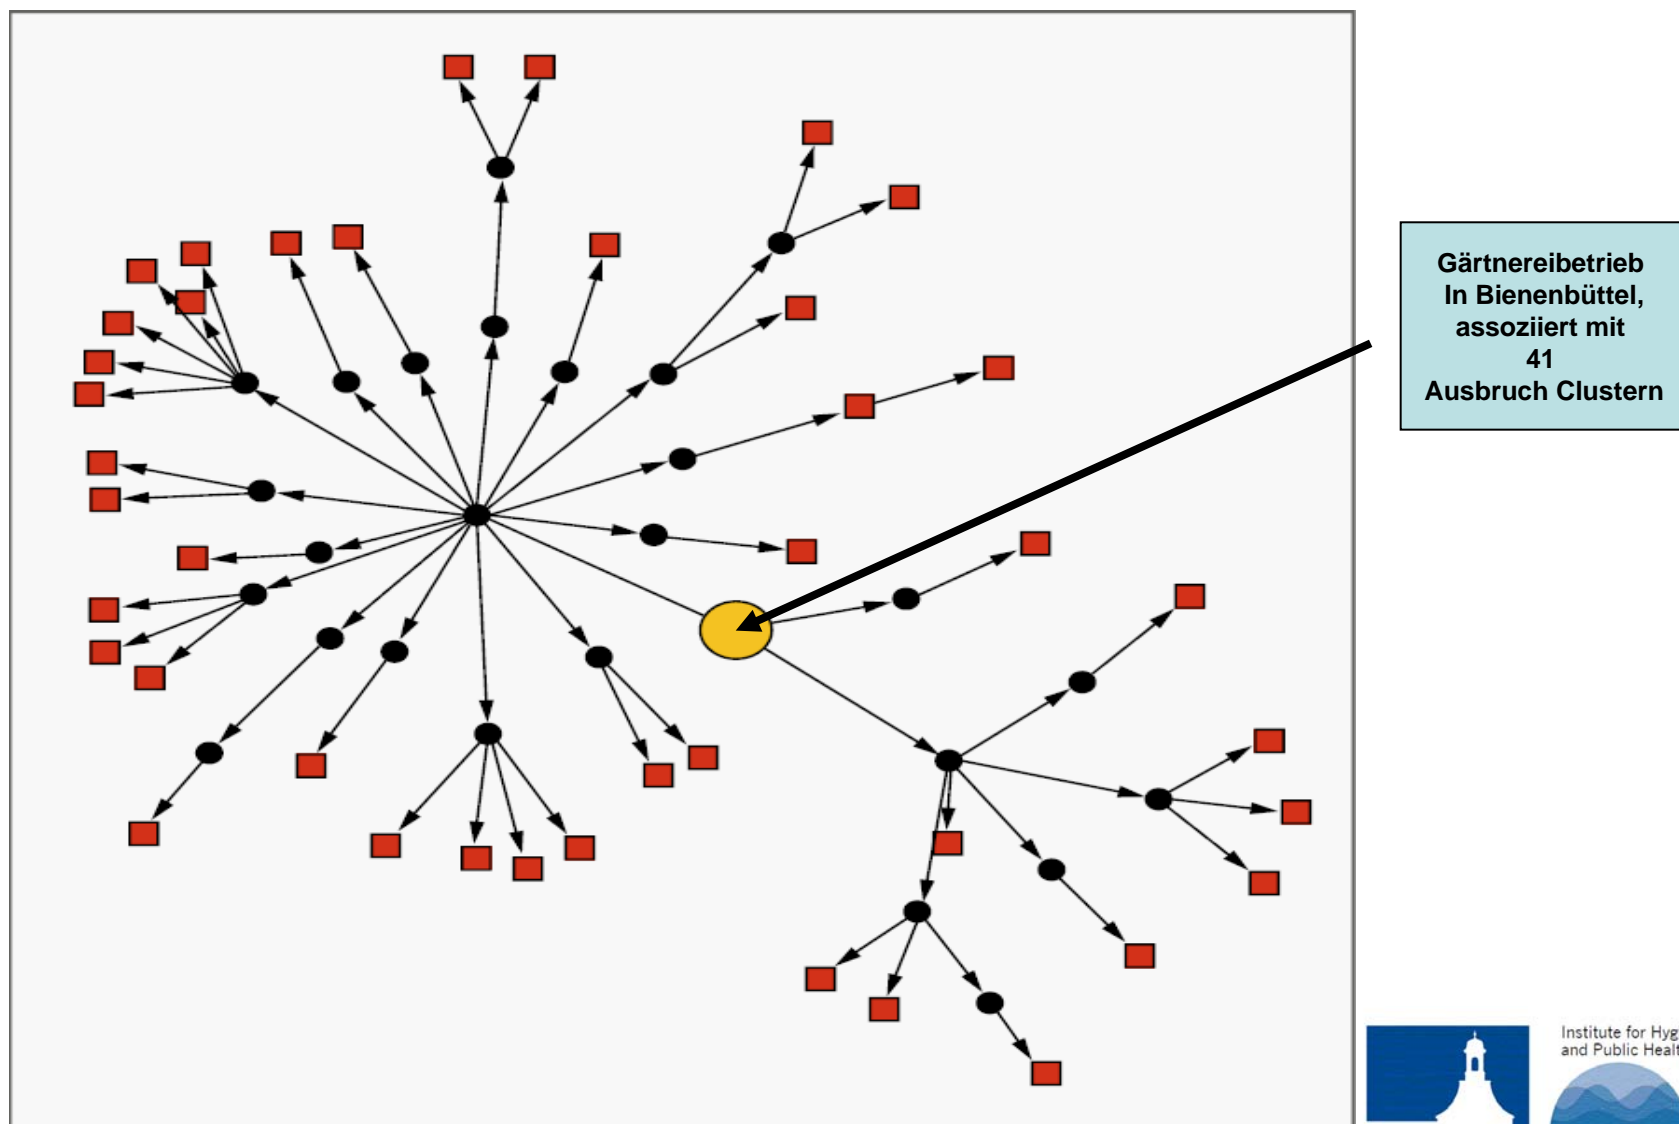 Gärtnereibetrieb
In Bienenbüttel,
assoziiert mit
41
Ausbruch Clustern
Institute for Hyg
and Public Healt